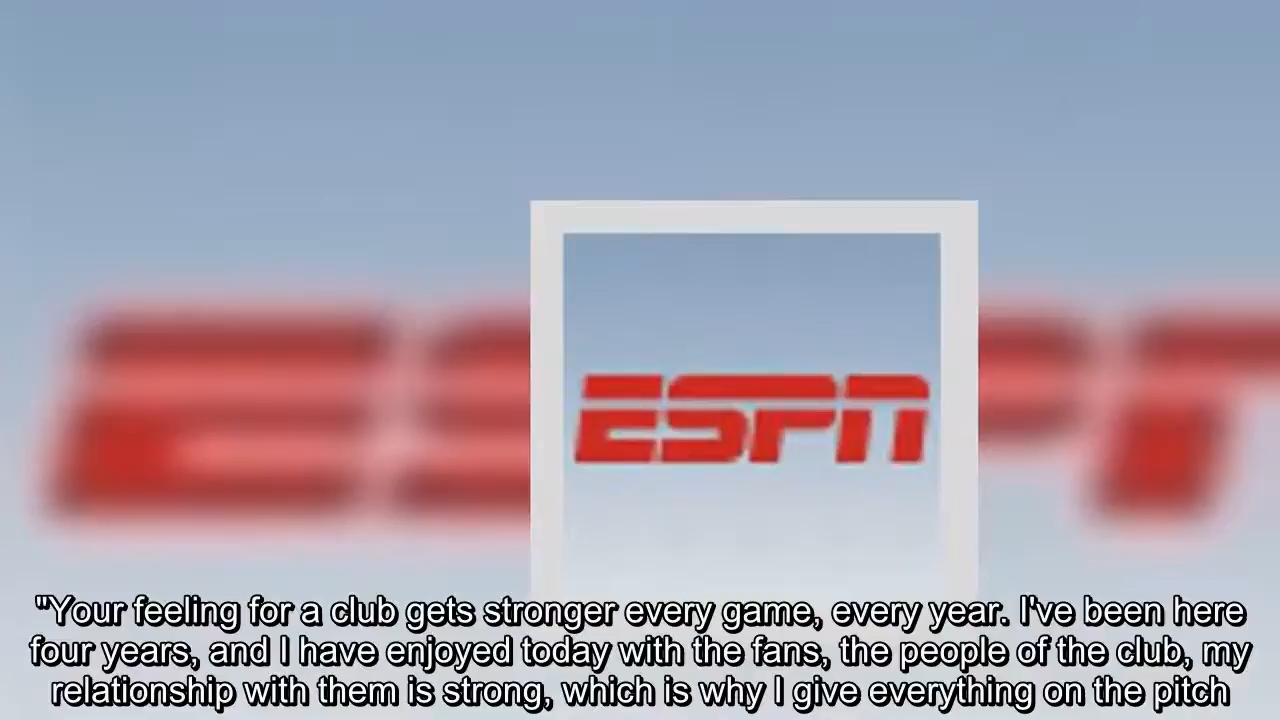 ESPN
"Your feeling for a club gets stronger every game, every year. I've been here
four years, and I have enjoyed today with the fans, the people of the club, my
relationship with them is strong, which is why I give everything on the pitch